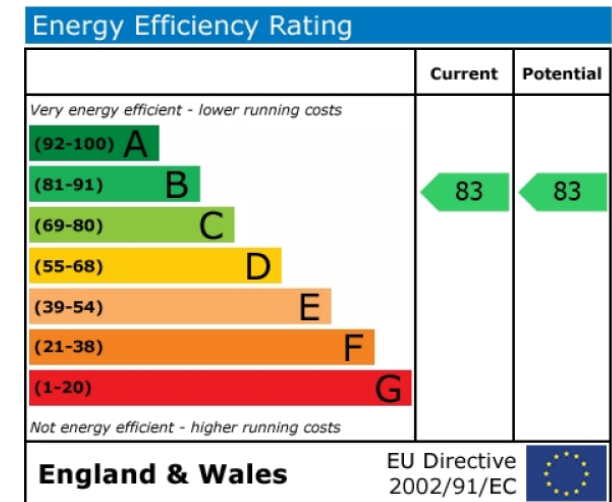 Energy Efficiency Rating
Current Potential
Very energy efficient - lower running costs
(92-100) A
(81-91) B 83 83
(69-80) C
(55-68) D
(39-54) E
(21-38) F
(1-20) G
Not energy efficient - higher running costs
England & Wales
EU Directive
2002/91/EC